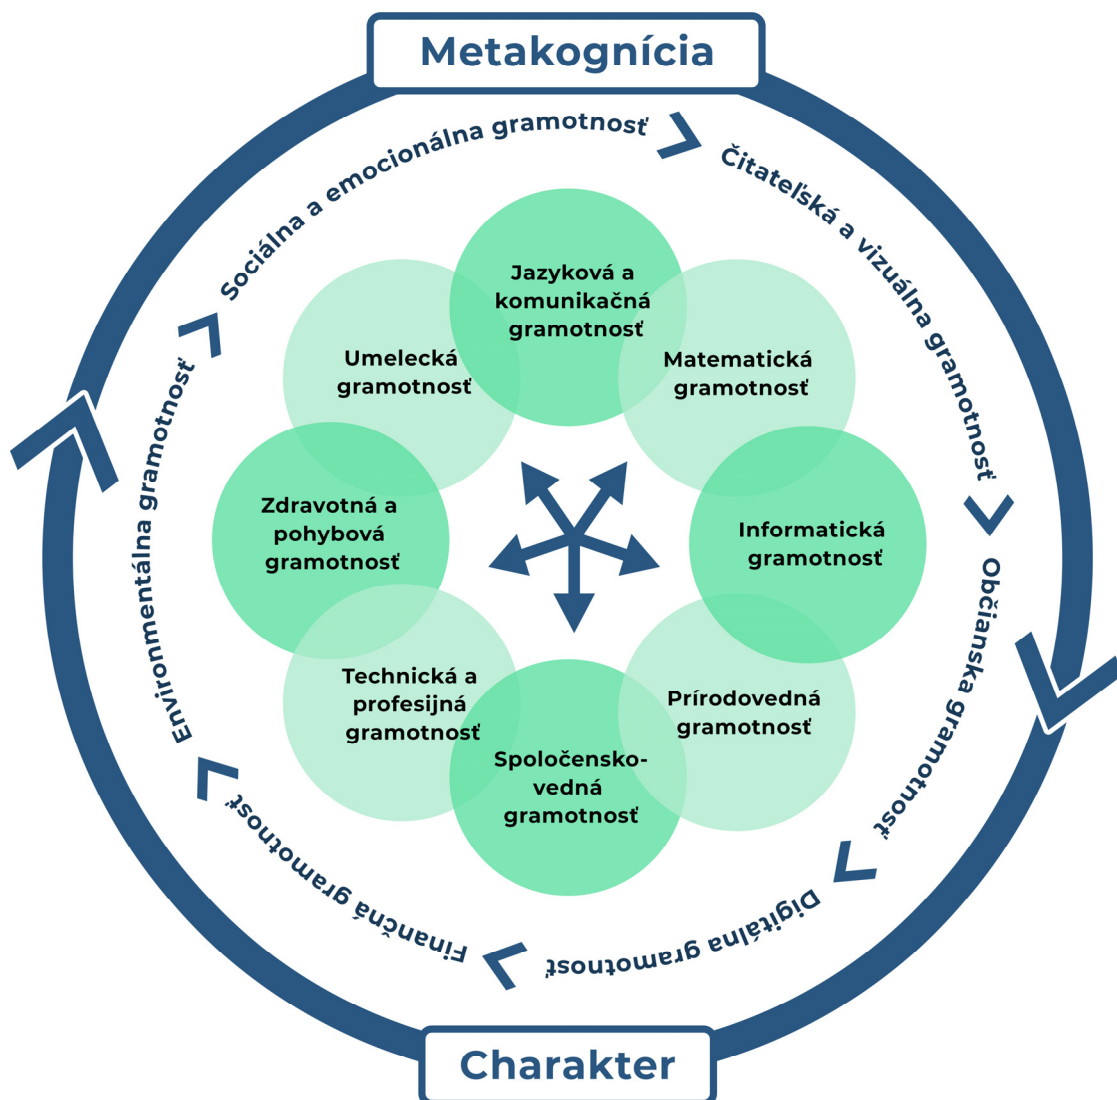 Metakognícia
Sociálna a emocionálna gramotnosť
Čitateľská a vizuálna gramotnosť
Občianska gramotnosť
Digitálna gramotnosť
Finančná gramotnosť
Environmentálna gramotnosť
Jazyková a
komunikačná
gramotnosť
Matematická
gramotnosť
Informatická
gramotnosť
Prírodovedná
gramotnosť
Spoločensko-
vedná
gramotnosť
Technická a
profesijná
gramotnosť
Zdravotná a
pohybová
gramotnosť
Umelecká
gramotnosť
Charakter